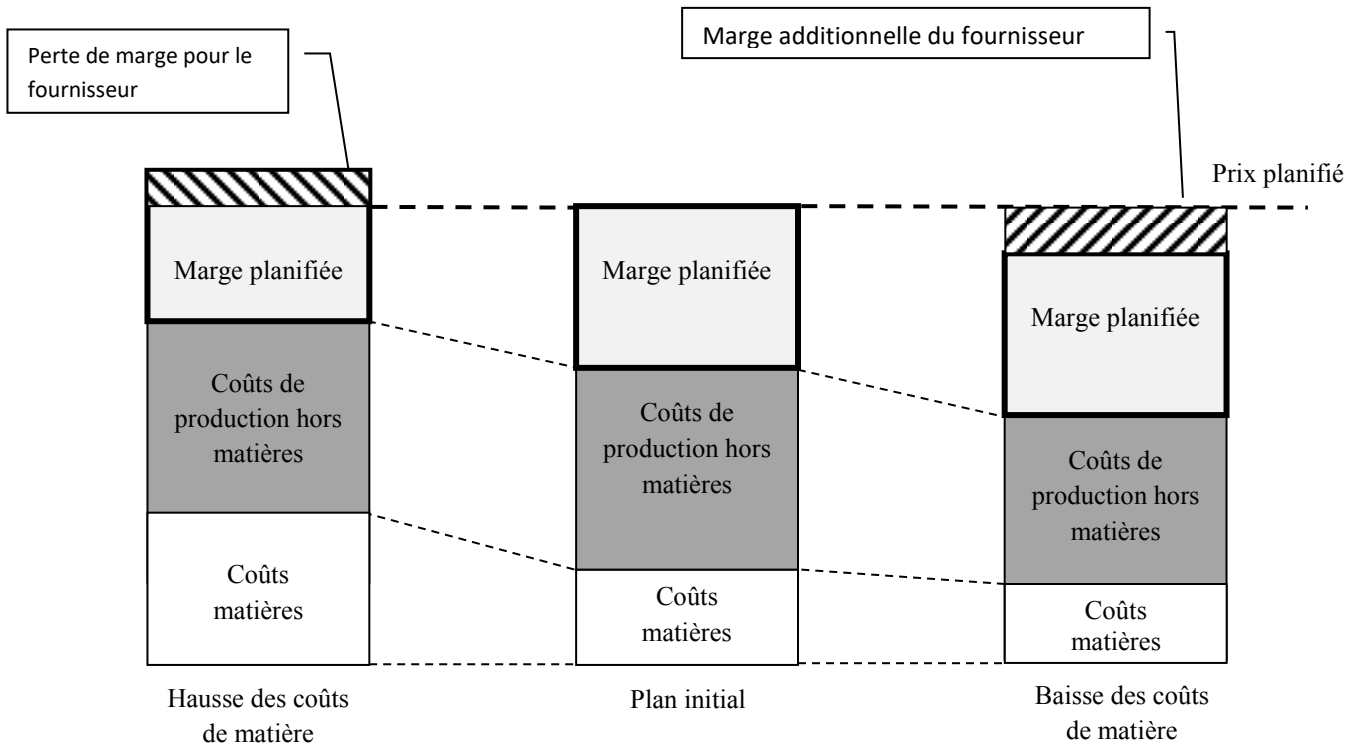 Perte de marge pour le
fournisseur
Marge additionnelle du fournisseur
Prix planifié
Marge planifiée
Marge planifiée
Marge planifiée
Coûts de
production hors
matières
Coûts de
production hors
matières
Coûts de
production hors
matières
Coûts
matières
Coûts
matières
Coûts
matières
Hausse des coûts
de matière
Plan initial
Baisse des coûts
de matière